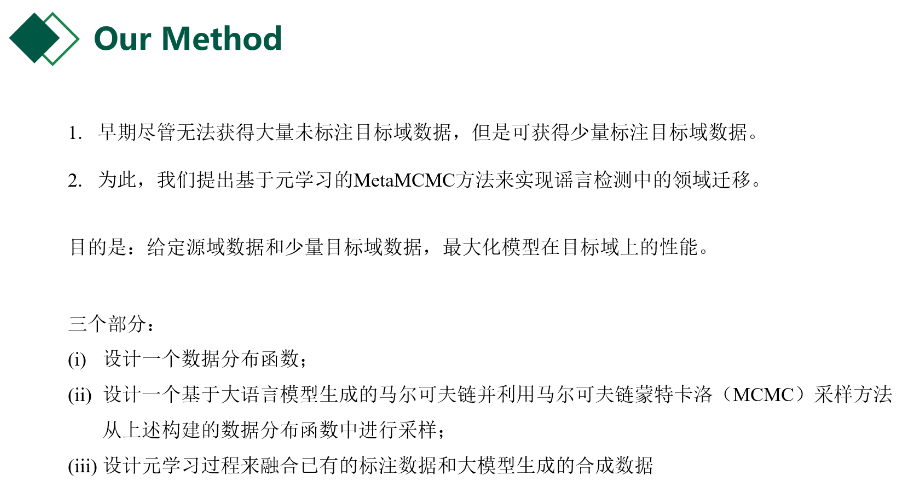 Our Method
1. 早期尽管无法获得大量未标注目标域数据，但是可获得少量标注目标域数据。
2. 为此，我们提出基于元学习的MetaMCMC方法来实现谣言检测中的领域迁移。
目的是：给定源域数据和少量目标域数据，最大化模型在目标域上的性能。
三个部分：
(i) 设计一个数据分布函数；
(ii) 设计一个基于大语言模型生成的马尔可夫链并利用马尔可夫链蒙特卡洛（MCMC）采样方法
从上述构建的数据分布函数中进行采样；
(iii) 设计元学习过程来融合已有的标注数据和大模型生成的合成数据